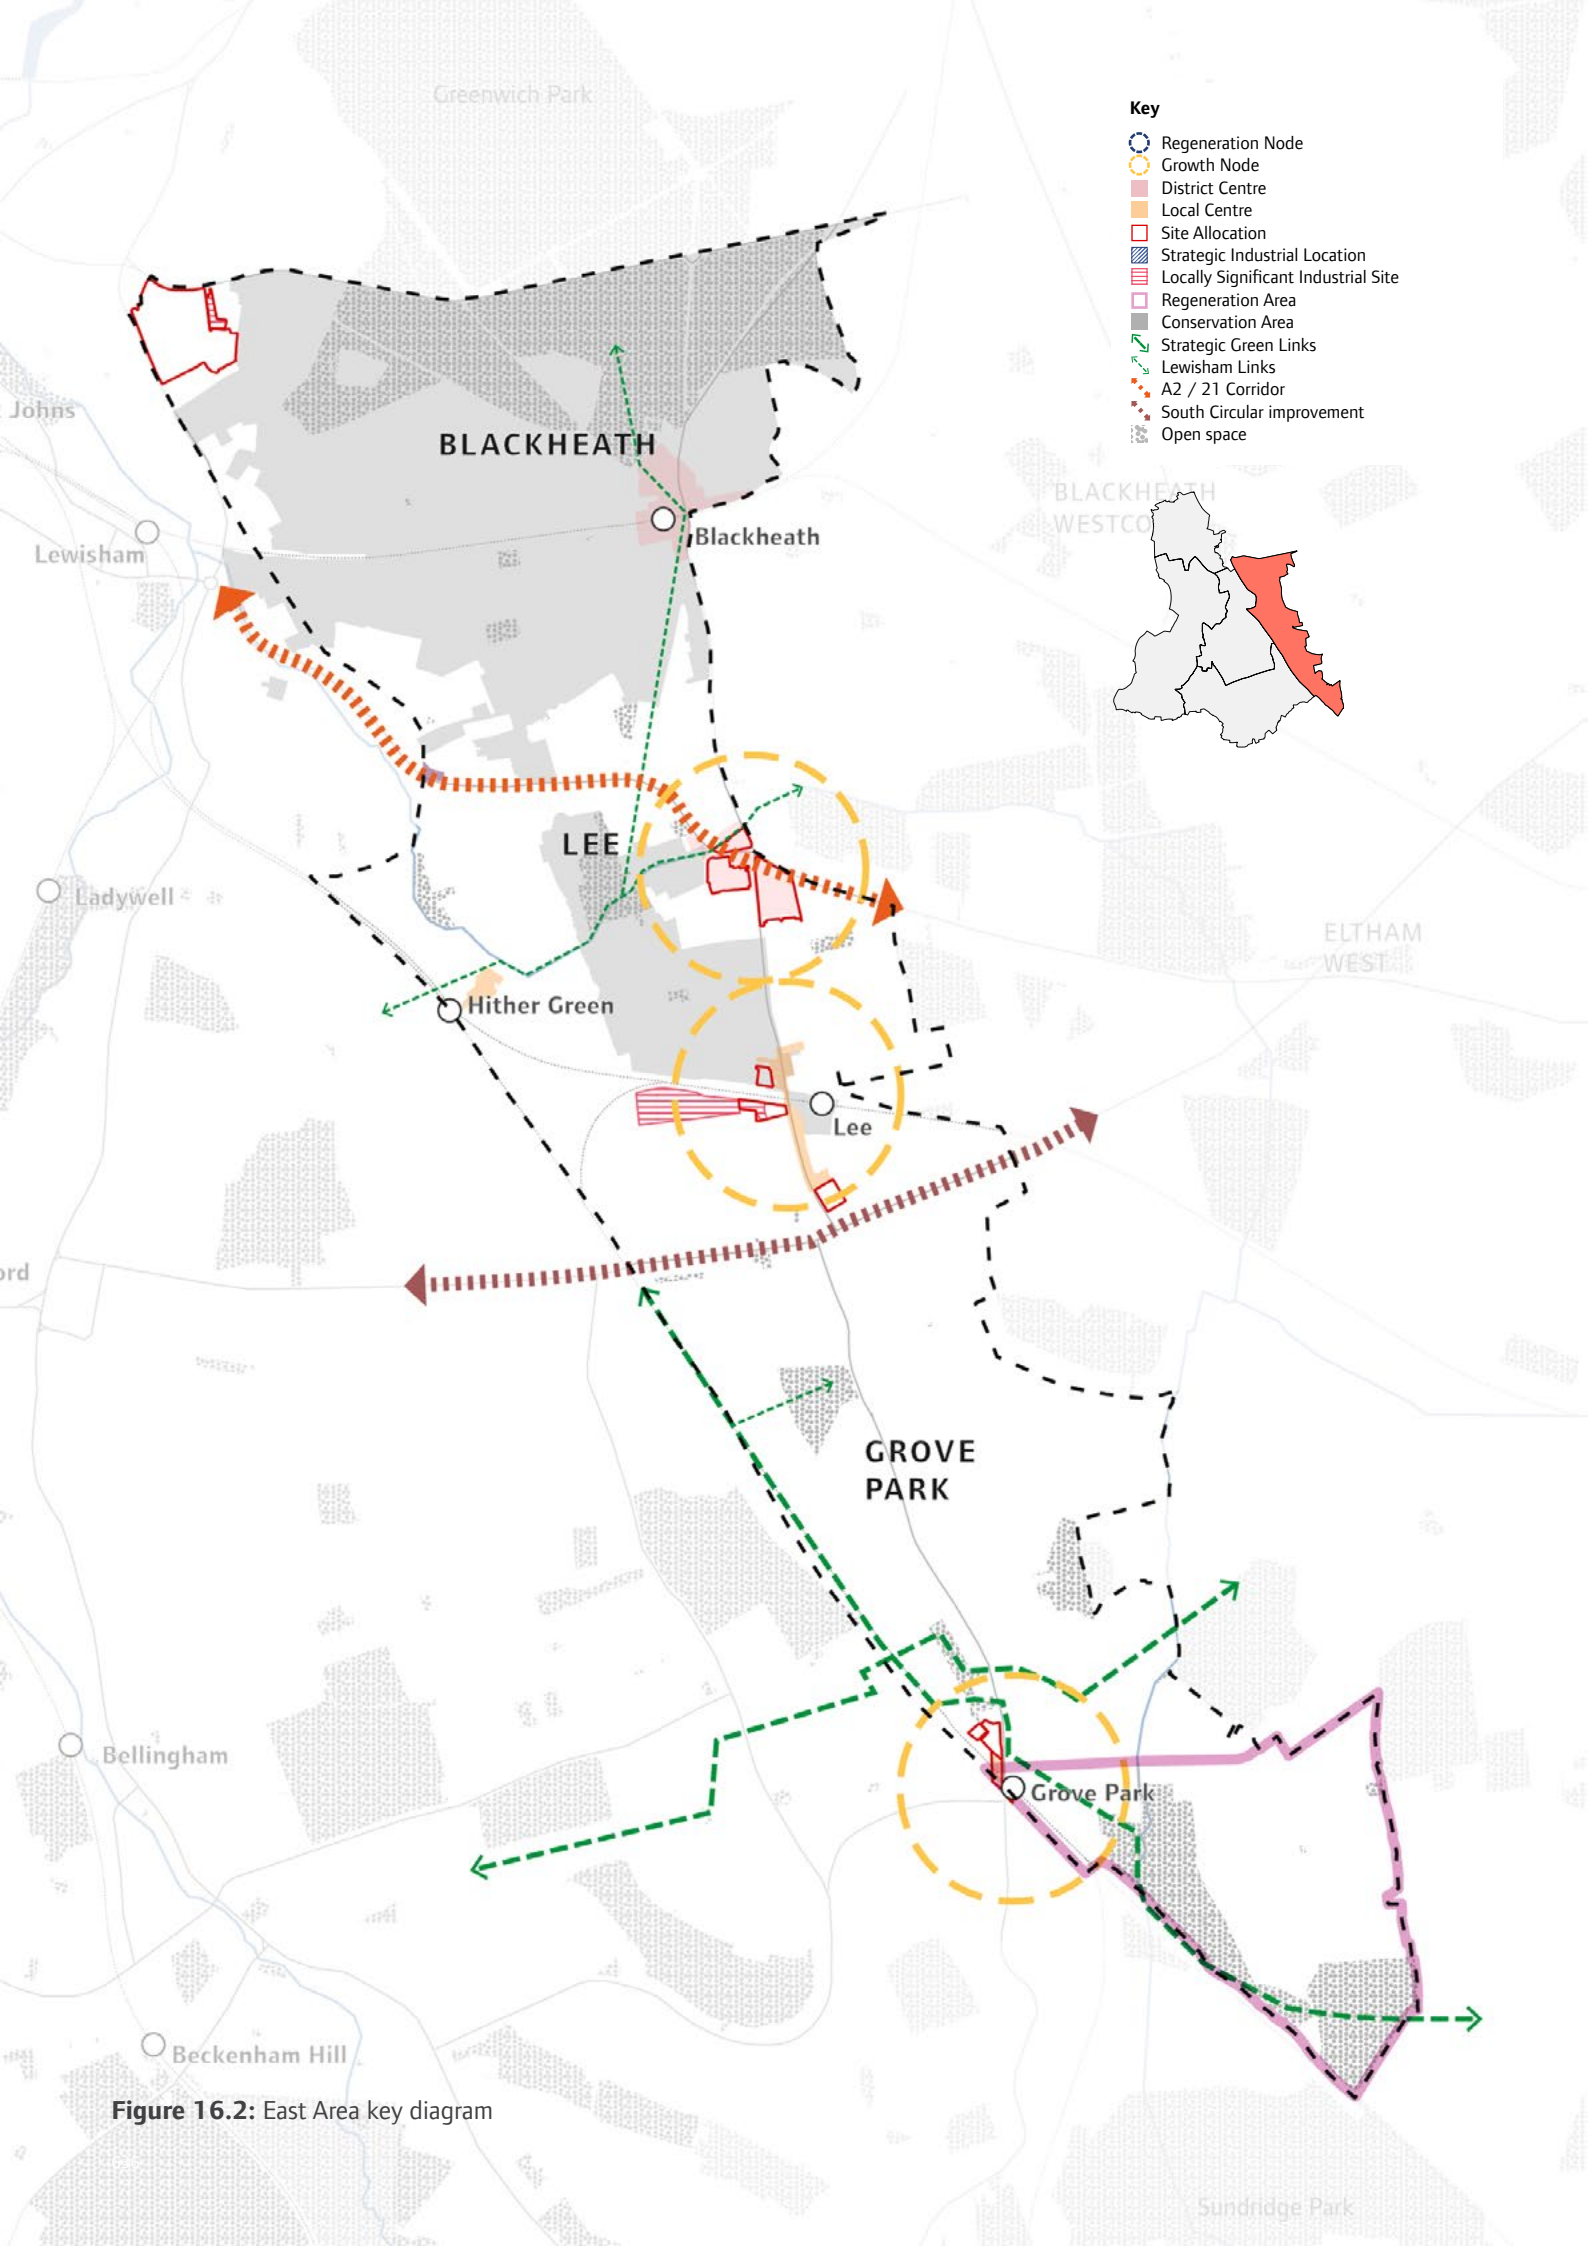 Greenwich Park
Key
Regeneration Node
Growth Node
District Centre
Local Centre
Site Allocation
Strategic Industrial Location
Locally Significant Industrial Site
Regeneration Area
Conservation Area
Strategic Green Links
Lewisham Links
A2 / 21 Corridor
South Circular improvement
Open space
Johns
BLACKHEATH
BLACKHEATH
WESTCO
Blackheath
Lewisham
LEE
Ladywell
ELTHAM
WEST
Hither Green
Lee
ord
GROVE
PARK
Bellingham
Grove Park
Beckenham Hill
Figure 16.2: East Area key diagram
Sundridge Park